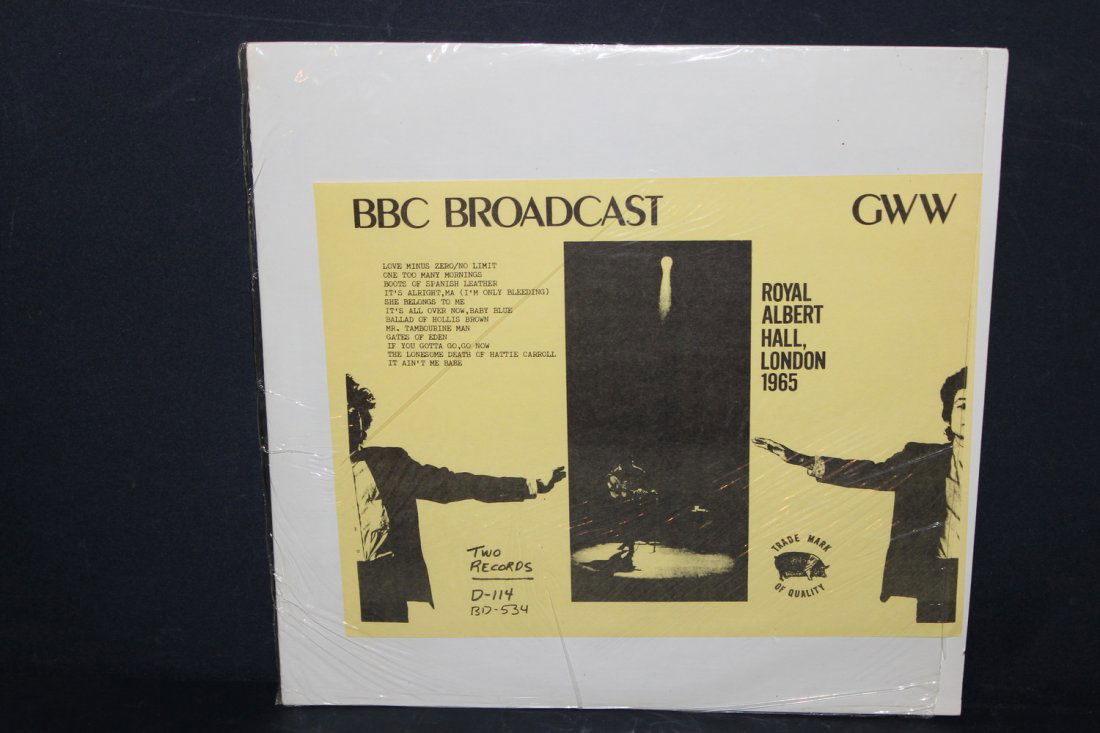 BBC BROADCAST
GWW
LOVE MINUS ZERO/NO LIMIT
ONE TOO MANY MORNINGS
BOOTS OF SPANISH LEATHER
IT'S ALRIGHT,MA (I'M ONLY BLEEDING)
SHE BELONGS TO ME
IT'S ALL OVER NOW,BABY BLUE
BALLAD OF HOLLIS BROWN
MR. TAMBOURINE MAN
GATES OF EDEN
IF YOU GOTTA GO,GO NOW
THE LONESOME DEATH OF HATTIE CARROLL
IT AIN'T ME BABE
ROYAL
ALBERT
HALL,
LONDON
1965
TWO
RECORDS
D-114
BD-534
TRADE MARK
OF QUALITY